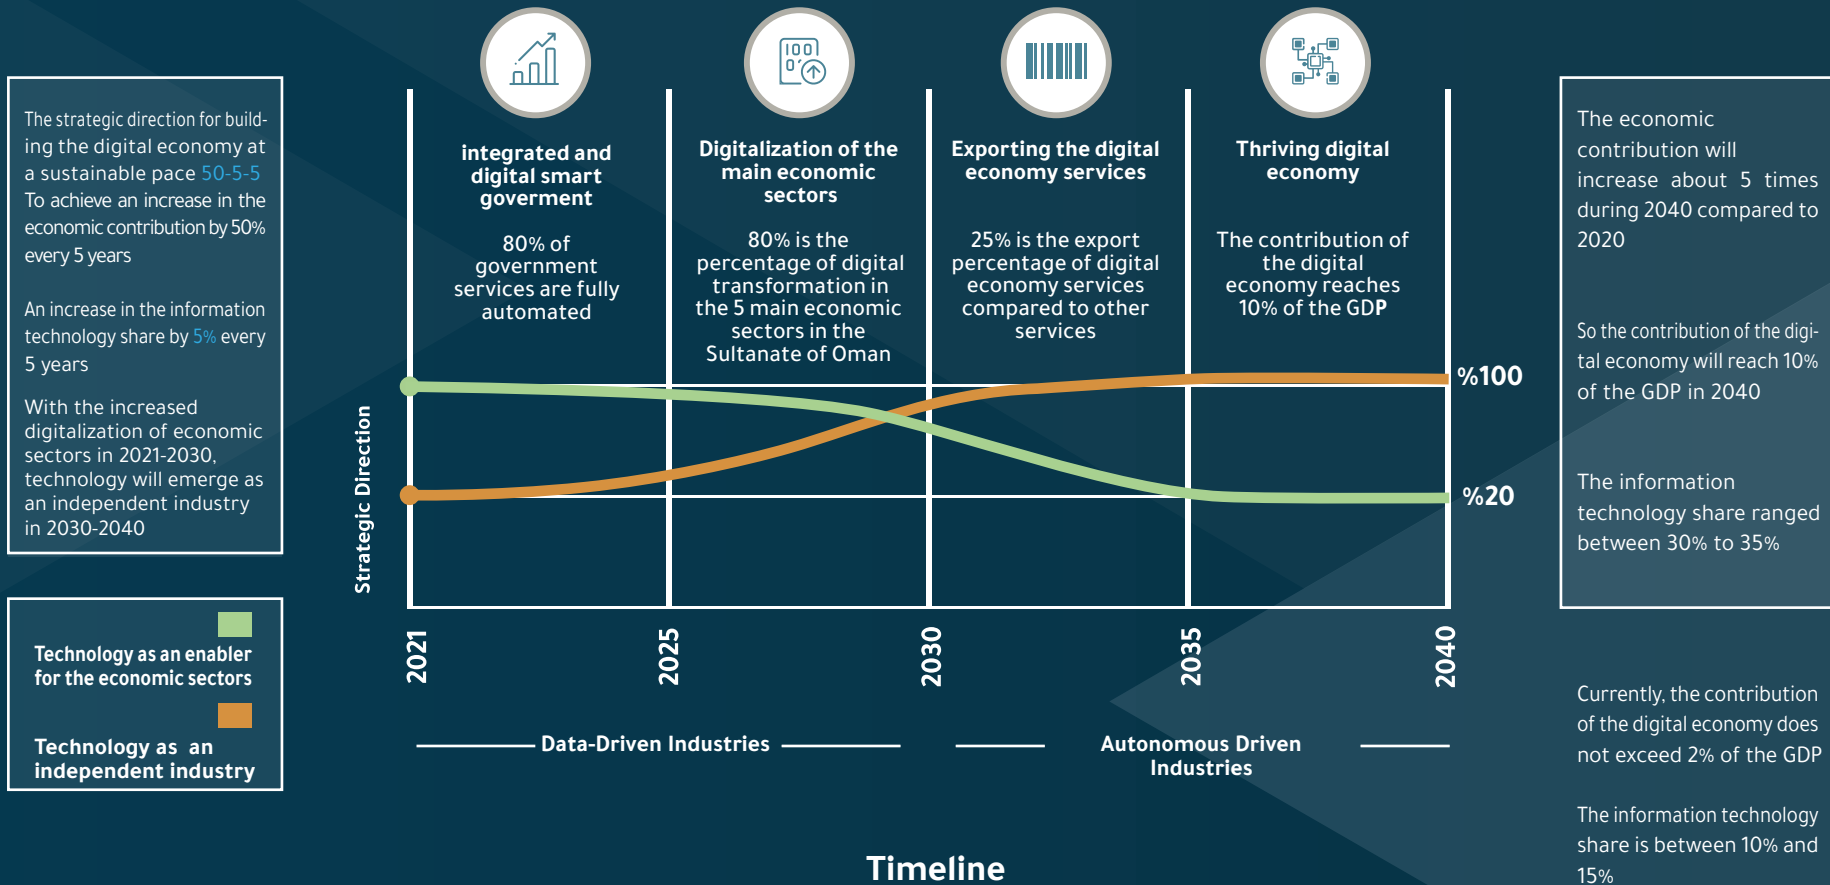 The strategic direction for build-
ing the digital economy at
a sustainable pace 50-5-5
To achieve an increase in the
economic contribution by 50%
every 5 years
An increase in the information
technology share by 5% every
5 years
With the increased
digitalization of economic
sectors in 2021-2030,
technology will emerge as
an independent industry
in 2030-2040
Technology as an enabler
for the economic sectors
Technology as an
independent industry
integrated and
digital smart
goverment
80% of
government
services are fully
automated
Digitalization of the
main economic
sectors
80% is the
percentage of digital
transformation in
the 5 main economic
sectors in the
Sultanate of Oman
Exporting the digital
economy services
25% is the export
percentage of digital
economy services
compared to other
services
Thriving digital
economy
The contribution of
the digital
economy reaches
10% of the GDP
%100
%20
Strategic Direction
2021
2025
2030
2035
2040
Data-Driven Industries
Autonomous Driven
Industries
Timeline
The economic
contribution will
increase about 5 times
during 2040 compared to
2020
So the contribution of the digi-
tal economy will reach 10%
of the GDP in 2040
The information
technology share ranged
between 30% to 35%
Currently, the contribution
of the digital economy does
not exceed 2% of the GDP
The information technology
share is between 10% and
15%